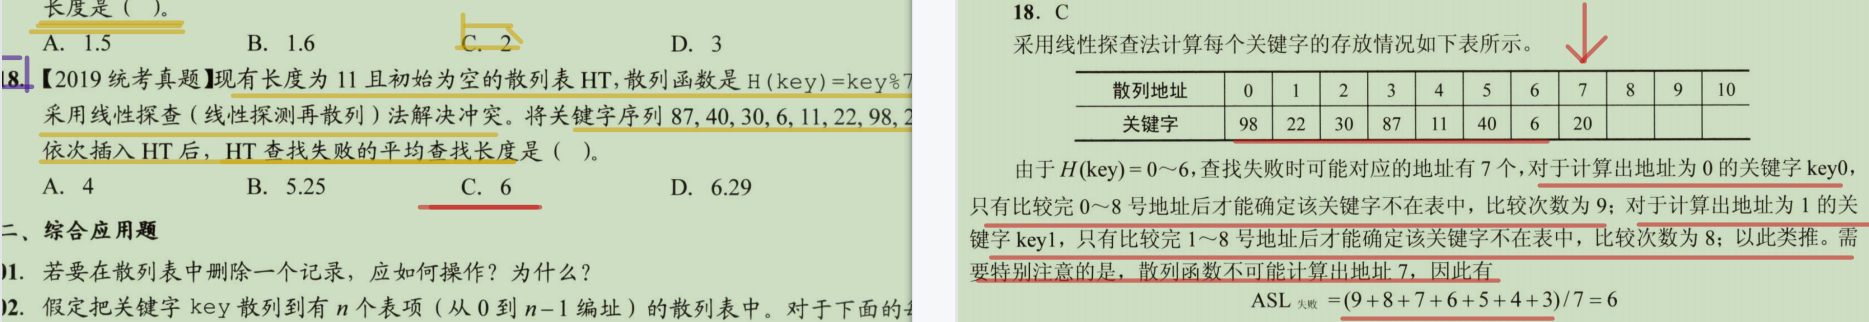 长度是（ ）。
A. 1.5 B. 1.6 C. 2 D. 3
18.【2019 统考真题】现有长度为 11 且初始为空的散列表 HT，散列函数是 H(key)=key%7
采用线性探查（线性探测再散列）法解决冲突。将关键字序列 87, 40, 30, 6, 11, 22, 98, 2
依次插入 HT 后，HT 查找失败的平均查找长度是（ ）。
A. 4 B. 5.25 C. 6 D. 6.29
二、综合应用题
01. 若要在散列表中删除一个记录，应如何操作？为什么？
02. 假定把关键字 key 散列到有 n 个表项（从 0 到 n−1 编址）的散列表中。对于下面的
18. C
采用线性探查法计算每个关键字的存放情况如下表所示。
散列地址 0 1 2 3 4 5 6 7 8 9 10
关键字 98 22 30 87 11 40 6 20
由于 H(key) = 0～6，查找失败时可能对应的地址有 7 个，对于计算出地址为 0 的关键字 key0，
只有比较完 0～8 号地址后才能确定该关键字不在表中，比较次数为 9；对于计算出地址为 1 的关
键字 key1，只有比较完 1～8 号地址后才能确定该关键字不在表中，比较次数为 8；以此类推。需
要特别注意的是，散列函数不可能计算出地址 7，因此有
ASL 失败 = (9+8+7+6+5+4+3)/7 = 6